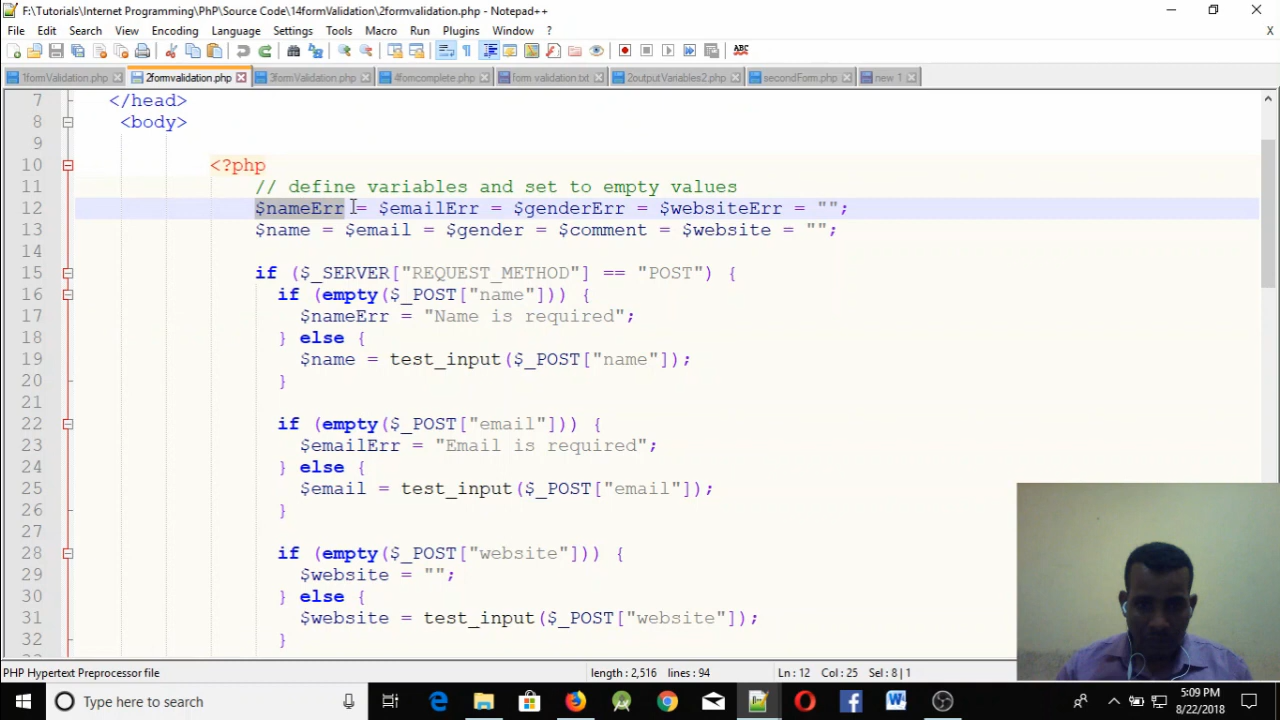 F:\Tutorials\Internet Programming\PhP\Source Code\14formValidation\2formvalidation.php - Notepad++
File Edit Search View Encoding Language Settings Tools Macro Run Plugins Window ? X
1formValidation.php 2formvalidation.php 3formValidation.php 4fomcomplete.php form validation.txt 2outputVariables2.php secondForm.php new 1
7 </head>
8 <body>
9
10 <?php
11 // define variables and set to empty values
12 $nameErr = $emailErr = $genderErr = $websiteErr = "";
13 $name = $email = $gender = $comment = $website = "";
14
15 if ($_SERVER["REQUEST_METHOD"] == "POST") {
16 if (empty($_POST["name"])) {
17 $nameErr = "Name is required";
18 } else {
19 $name = test_input($_POST["name"]);
20 }
21
22 if (empty($_POST["email"])) {
23 $emailErr = "Email is required";
24 } else {
25 $email = test_input($_POST["email"]);
26 }
27
28 if (empty($_POST["website"])) {
29 $website = "";
30 } else {
31 $website = test_input($_POST["website"]);
32 }
PHP Hypertext Preprocessor file length : 2,516 lines : 94 Ln : 12 Col : 25 Sel : 8 | 1
Type here to search
5:09 PM
8/22/2018